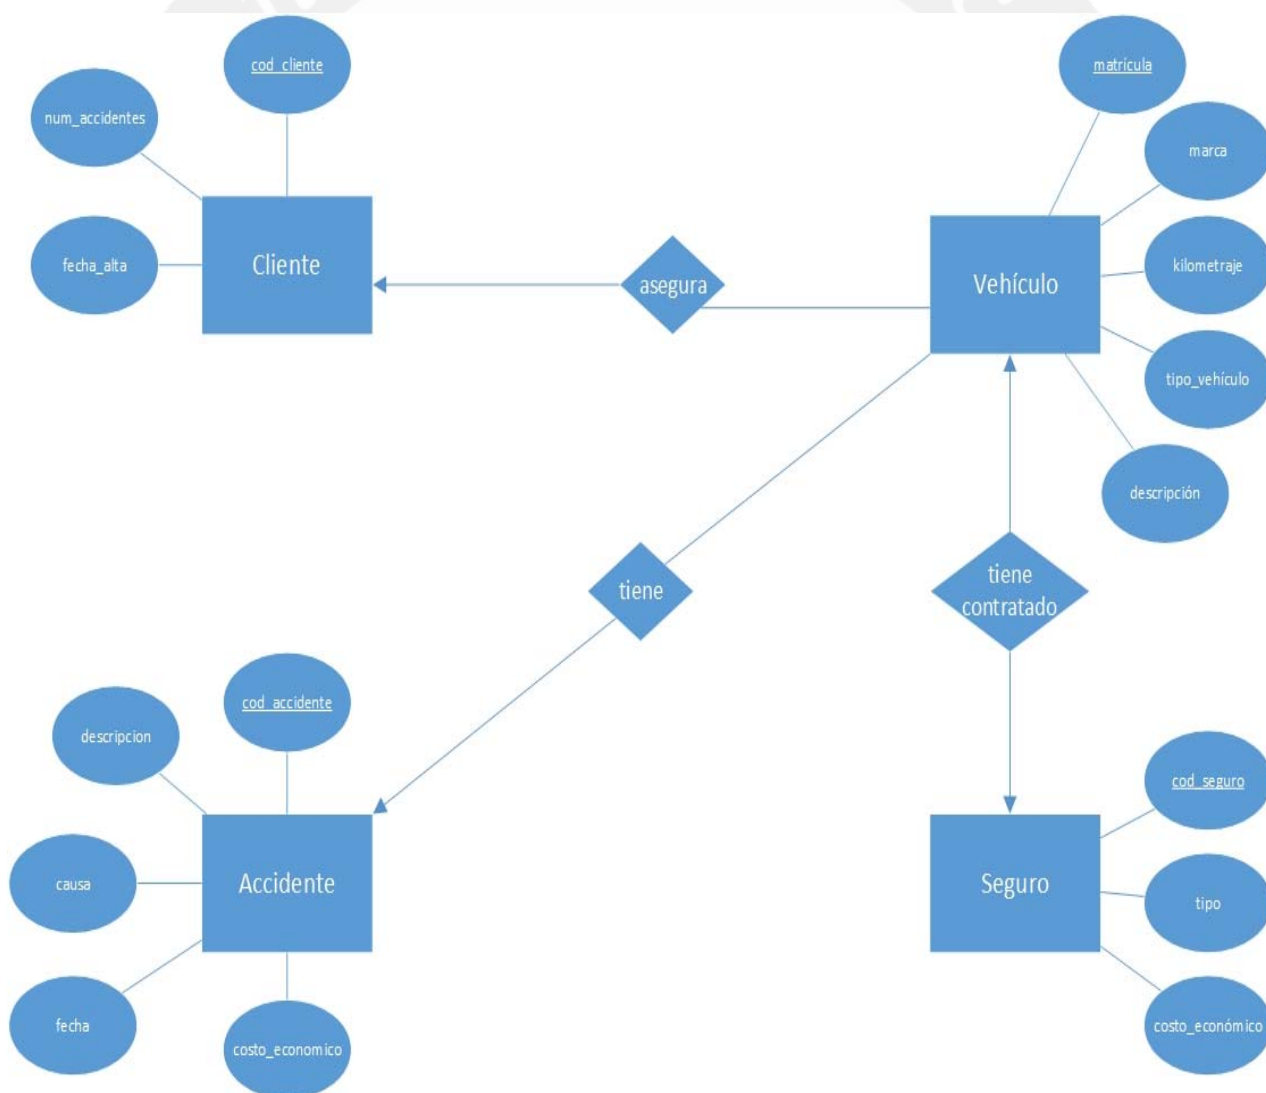 cod_cliente
num_accidentes
fecha_alta
Cliente
asegura
matrícula
marca
kilometraje
tipo_vehículo
descripción
Vehículo
tiene
tiene
contratado
cod_accidente
descripcion
causa
fecha
costo_economico
Accidente
Seguro
cod_seguro
tipo
costo_económico